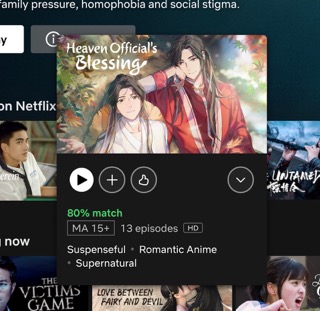 family pressure, homophobia and social stigma.
Heaven Official's
Blessing
on Netflix
80% match
MA 15+ 13 episodes HD
Suspenseful • Romantic Anime
• Supernatural
now
THE
VICTIMS'
GAME
LOVE BETWEEN
FAIRY AND DEVIL
UNTAMED